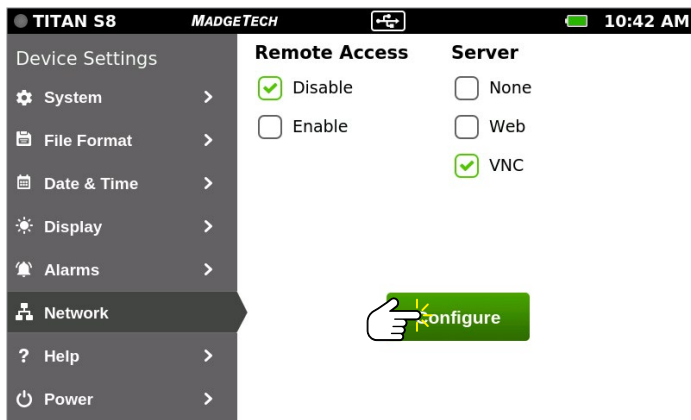 TITAN S8 MADGETECH 10:42 AM
Device Settings
System
File Format
Date & Time
Display
Alarms
Network
? Help
Power
Remote Access
Disable
Enable
Server
None
Web
VNC
Configure